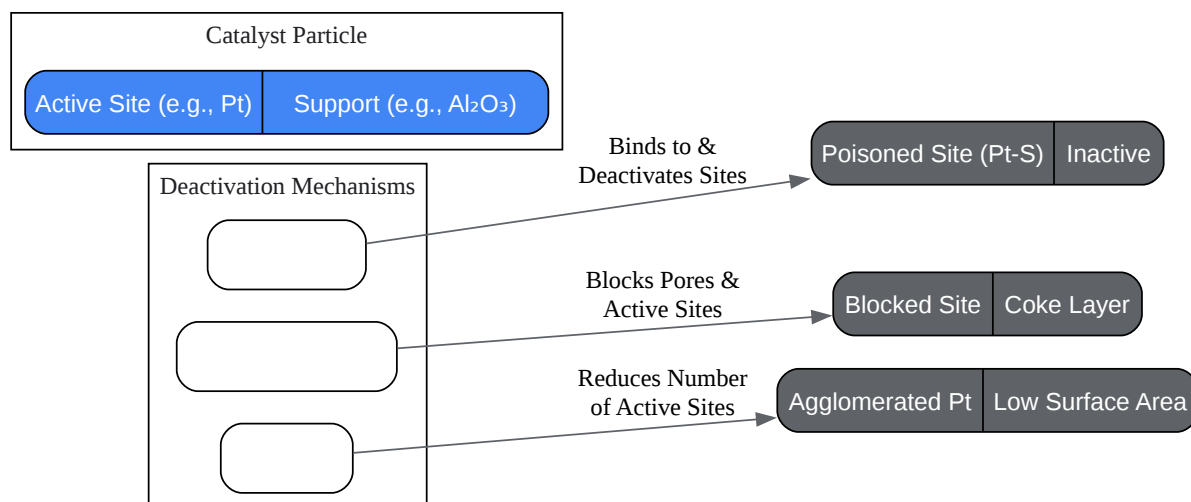 Catalyst Particle
Active Site (e.g., Pt)
Support (e.g., Al₂O₃)
Deactivation Mechanisms
Binds to &
Deactivates Sites
Poisoned Site (Pt-S)
Inactive
Blocks Pores &
Active Sites
Blocked Site
Coke Layer
Reduces Number
of Active Sites
Agglomerated Pt
Low Surface Area